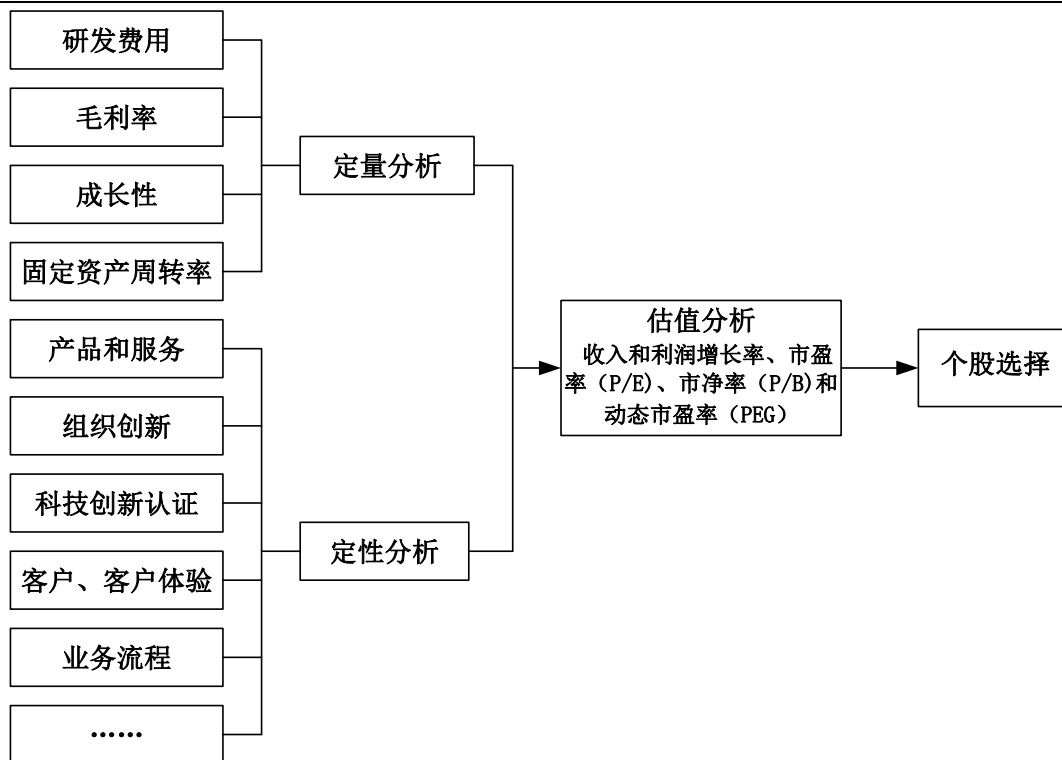 研发费用
毛利率
成长性
固定资产周转率
定量分析
产品和服务
组织创新
科技创新认证
客户、客户体验
业务流程
……
定性分析
估值分析
收入和利润增长率、市盈
率（P/E）、市净率（P/B)和
动态市盈率（PEG）
个股选择